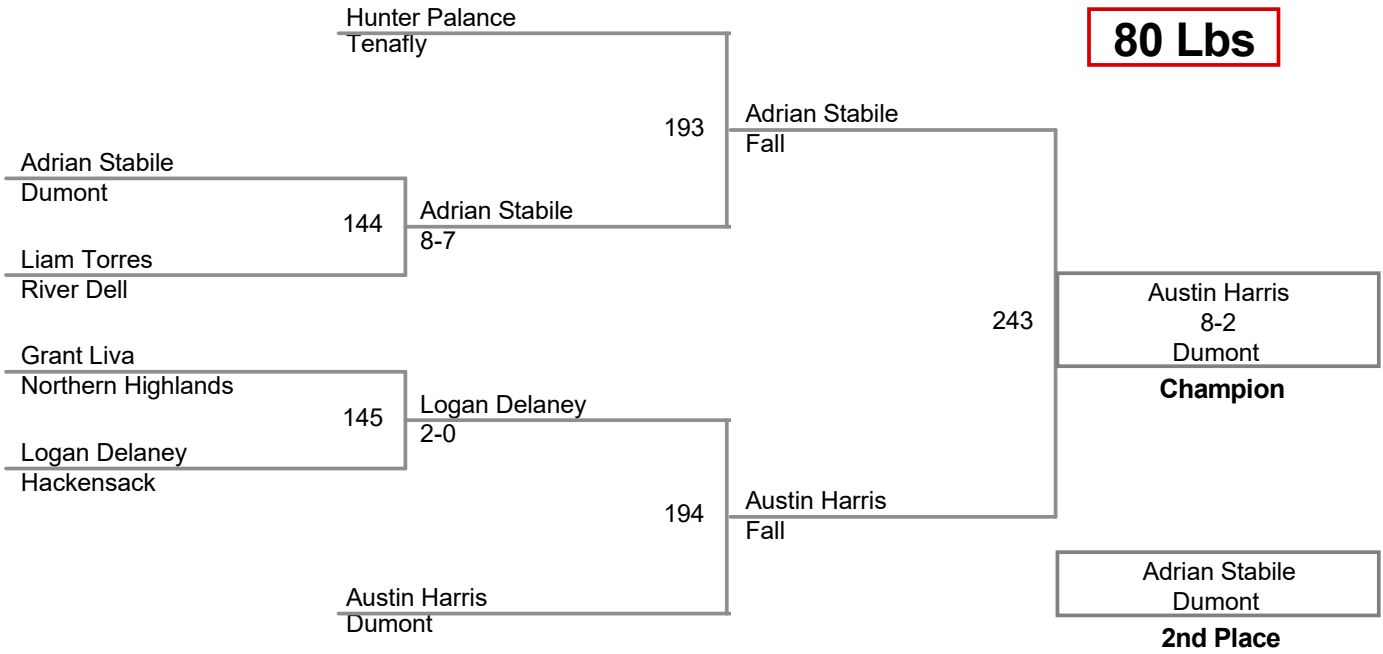 Hunter Palance
Tenafly
80 Lbs
193
Adrian Stabile
Fall
Adrian Stabile
Dumont
144
Adrian Stabile
8-7
Liam Torres
River Dell
243
Austin Harris
8-2
Dumont
Champion
Grant Liva
Northern Highlands
145
Logan Delaney
2-0
Logan Delaney
Hackensack
194
Austin Harris
Fall
Austin Harris
Dumont
Adrian Stabile
Dumont
2nd Place